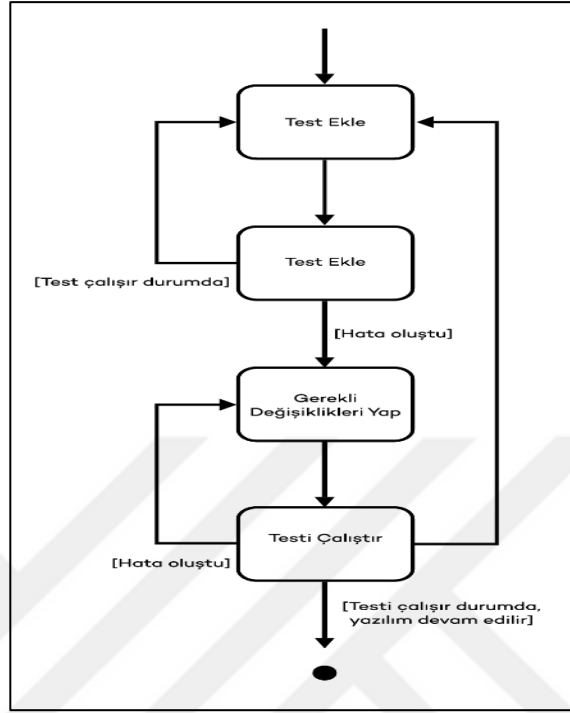 Test Ekle
Test Ekle
[Test çalışır durumda]
[Hata oluştu]
Gerekli
Değişiklikleri Yap
Testi Çalıştır
[Hata oluştu]
[Testi çalışır durumda,
yazılım devam edilir]